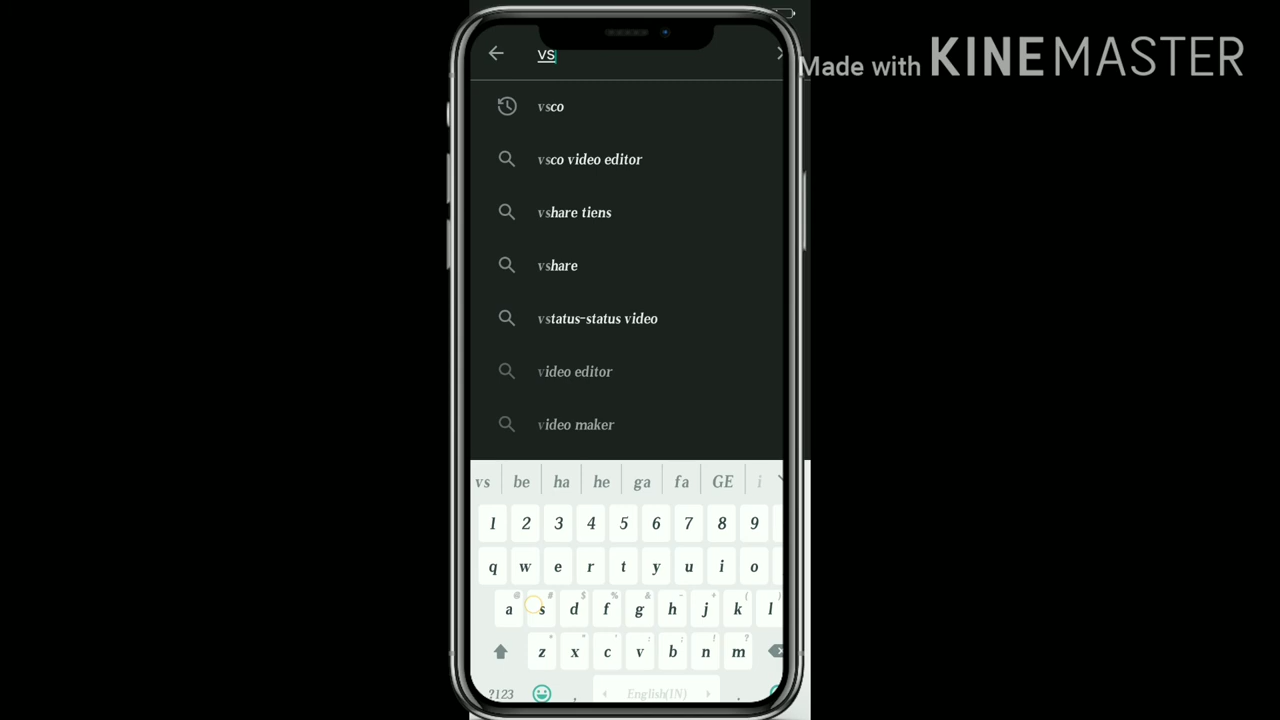 Made with KINEMASTER
vs
vsco
vsco video editor
vshare tiens
vshare
vstatus-status video
video editor
video maker
vs be ha he ga fa GE i
1 2 3 4 5 6 7 8 9
q w e r t y u i o
@ # $ % & - + ( )
a s d f g h j k l
* " ' : ; ! ?
z x c v b n m
?123 , English(IN) .